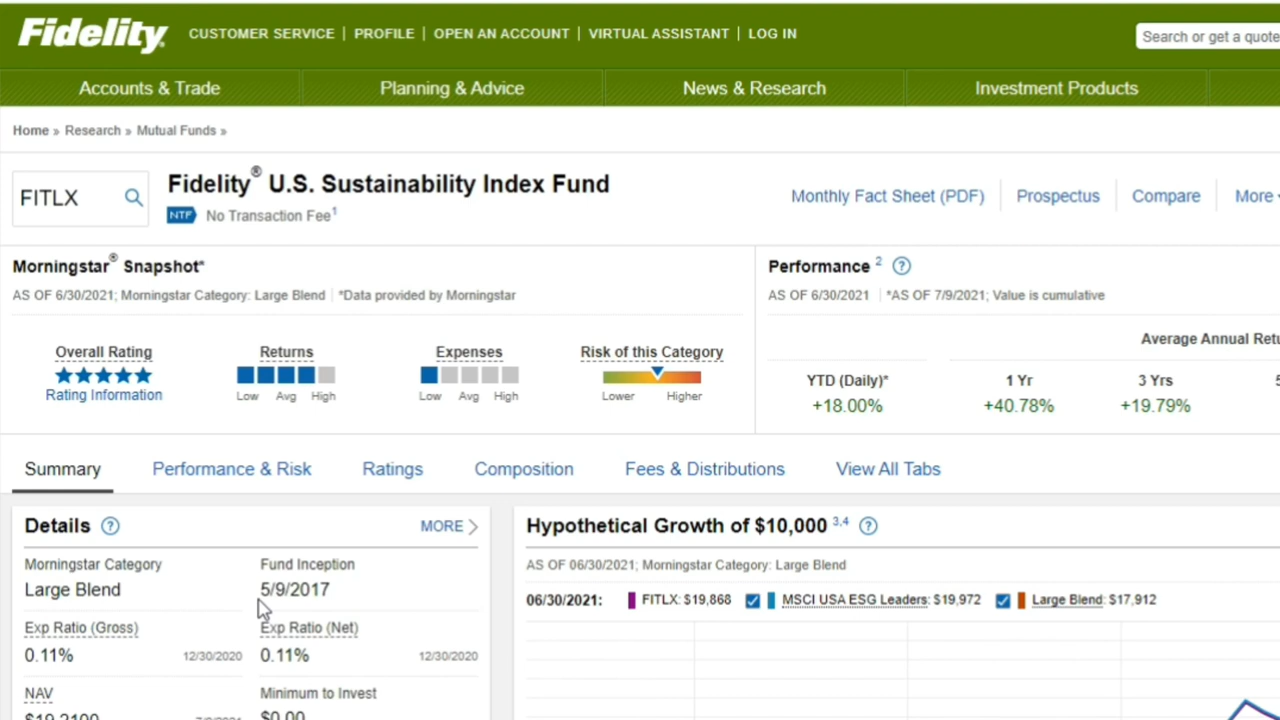 Fidelity
CUSTOMER SERVICE | PROFILE | OPEN AN ACCOUNT | VIRTUAL ASSISTANT | LOG IN
Search or get a quote
Accounts & Trade
Planning & Advice
News & Research
Investment Products
Home » Research » Mutual Funds »
FITLX
Fidelity® U.S. Sustainability Index Fund
NTF No Transaction Fee1
Monthly Fact Sheet (PDF)
Prospectus
Compare
More
Morningstar® Snapshot*
AS OF 6/30/2021; Morningstar Category: Large Blend | *Data provided by Morningstar
Performance 2 ?
AS OF 6/30/2021 | *AS OF 7/9/2021; Value is cumulative
Overall Rating
Rating Information
Returns
Low Avg High
Expenses
Low Avg High
Risk of this Category
Lower Higher
Average Annual Retu
YTD (Daily)* 1 Yr 3 Yrs 5
+18.00% +40.78% +19.79%
Summary
Performance & Risk
Ratings
Composition
Fees & Distributions
View All Tabs
Details ? MORE
Morningstar Category
Large Blend
Fund Inception
5/9/2017
Exp Ratio (Gross)
0.11% 12/30/2020
Exp Ratio (Net)
0.11% 12/30/2020
NAV
Minimum to Invest
$0.00
Hypothetical Growth of $10,000 3,4 ?
AS OF 06/30/2021; Morningstar Category: Large Blend
06/30/2021: FITLX: $19,868 MSCI USA ESG Leaders: $19,972 Large Blend: $17,912